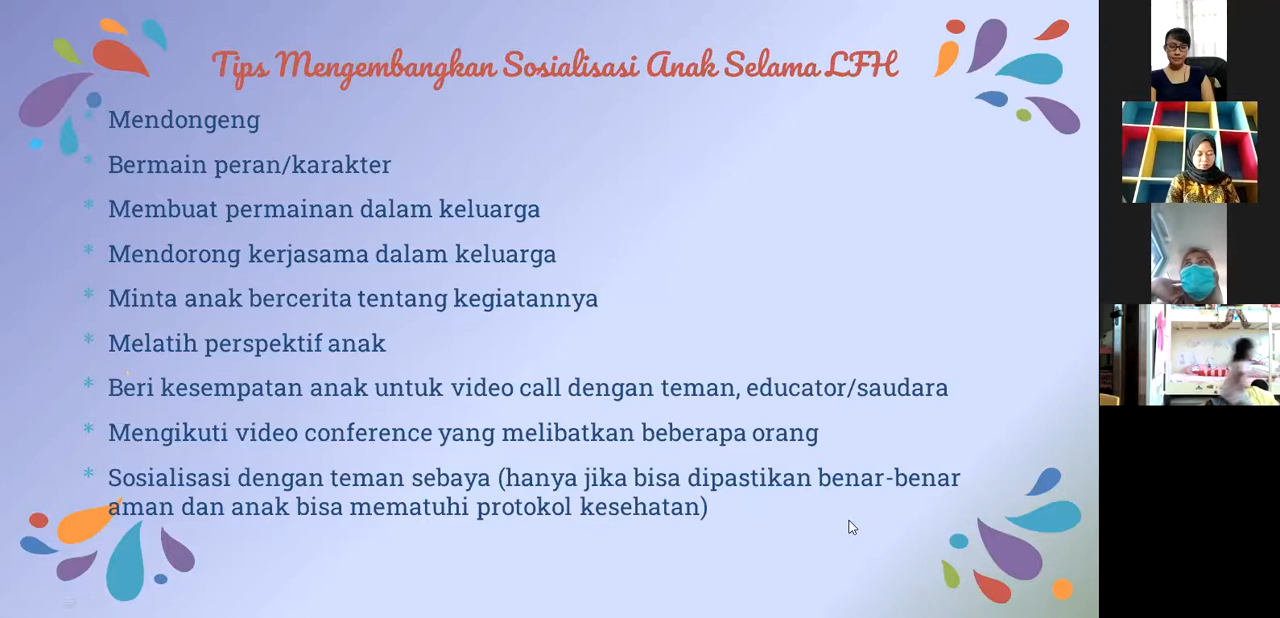 Tips Mengembangkan Sosialisasi Anak Selama LFH
* Mendongeng
* Bermain peran/karakter
* Membuat permainan dalam keluarga
* Mendorong kerjasama dalam keluarga
* Minta anak bercerita tentang kegiatannya
* Melatih perspektif anak
* Beri kesempatan anak untuk video call dengan teman, educator/saudara
* Mengikuti video conference yang melibatkan beberapa orang
* Sosialisasi dengan teman sebaya (hanya jika bisa dipastikan benar-benar
aman dan anak bisa mematuhi protokol kesehatan)